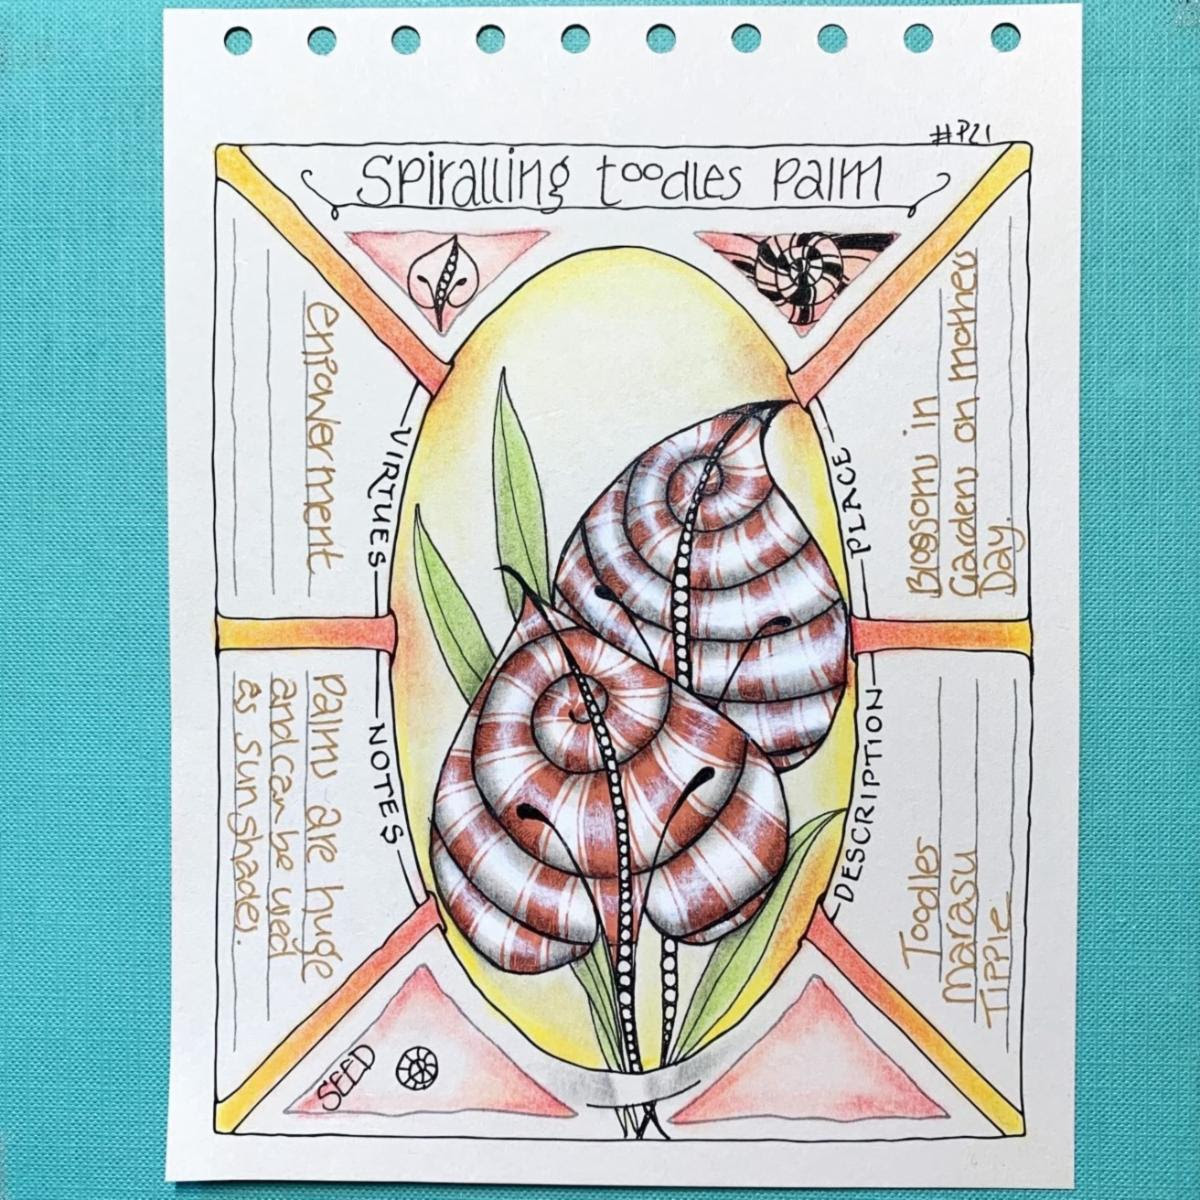 #P21
Spiralling toodles palm
VIRTUES
empowerment
PLACE
Blossoms in
Gardens on mothers
Day.
NOTES
palms are huge
and can be used
as sunshades.
DESCRIPTION
Toodles
Marasu
Tipple
SEED